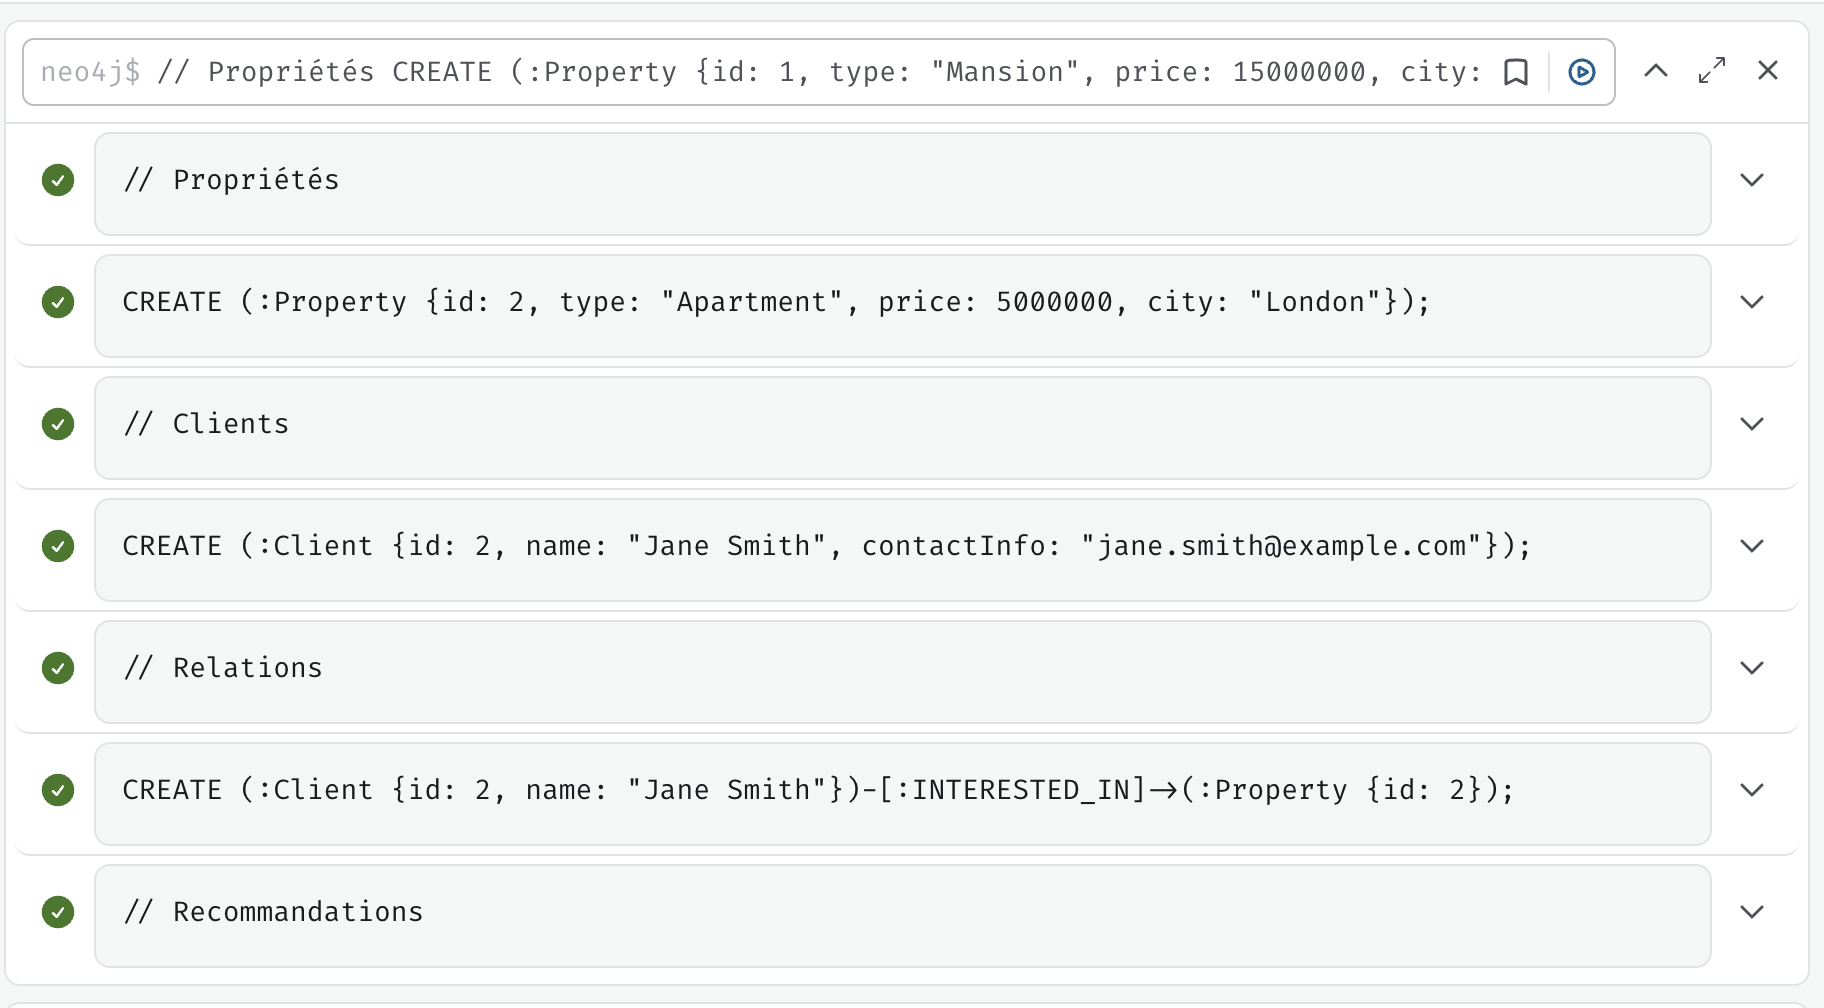 neo4j$ // Propriétés CREATE (:Property {id: 1, type: "Mansion", price: 15000000, city:
// Propriétés
CREATE (:Property {id: 2, type: "Apartment", price: 5000000, city: "London"});
// Clients
CREATE (:Client {id: 2, name: "Jane Smith", contactInfo: "jane.smith@example.com"});
// Relations
CREATE (:Client {id: 2, name: "Jane Smith"})-[:INTERESTED_IN]->(:Property {id: 2});
// Recommandations